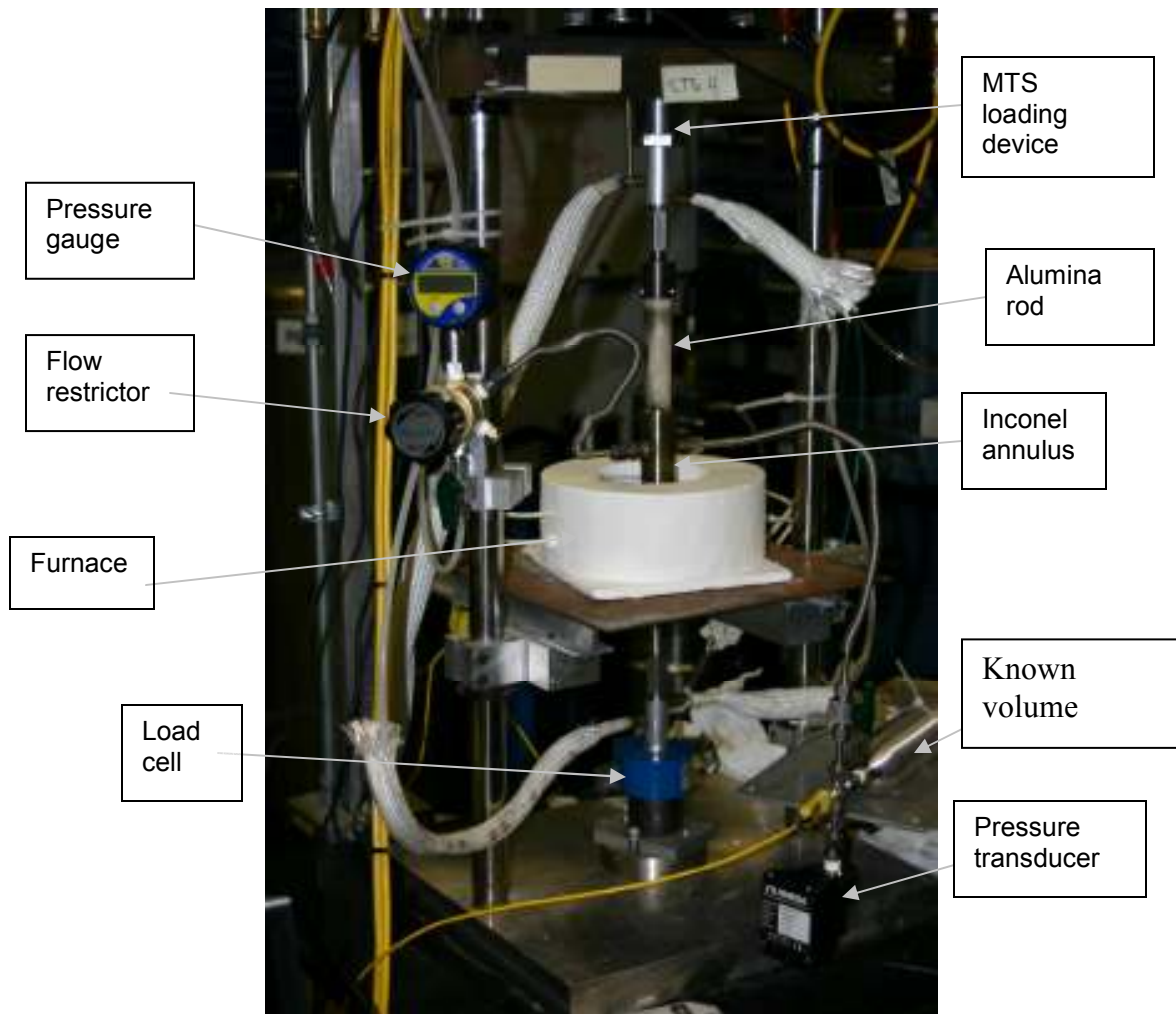 MTS
loading
device
Pressure
gauge
Alumina
rod
Flow
restrictor
Inconel
annulus
Furnace
Known
volume
Load
cell
Pressure
transducer